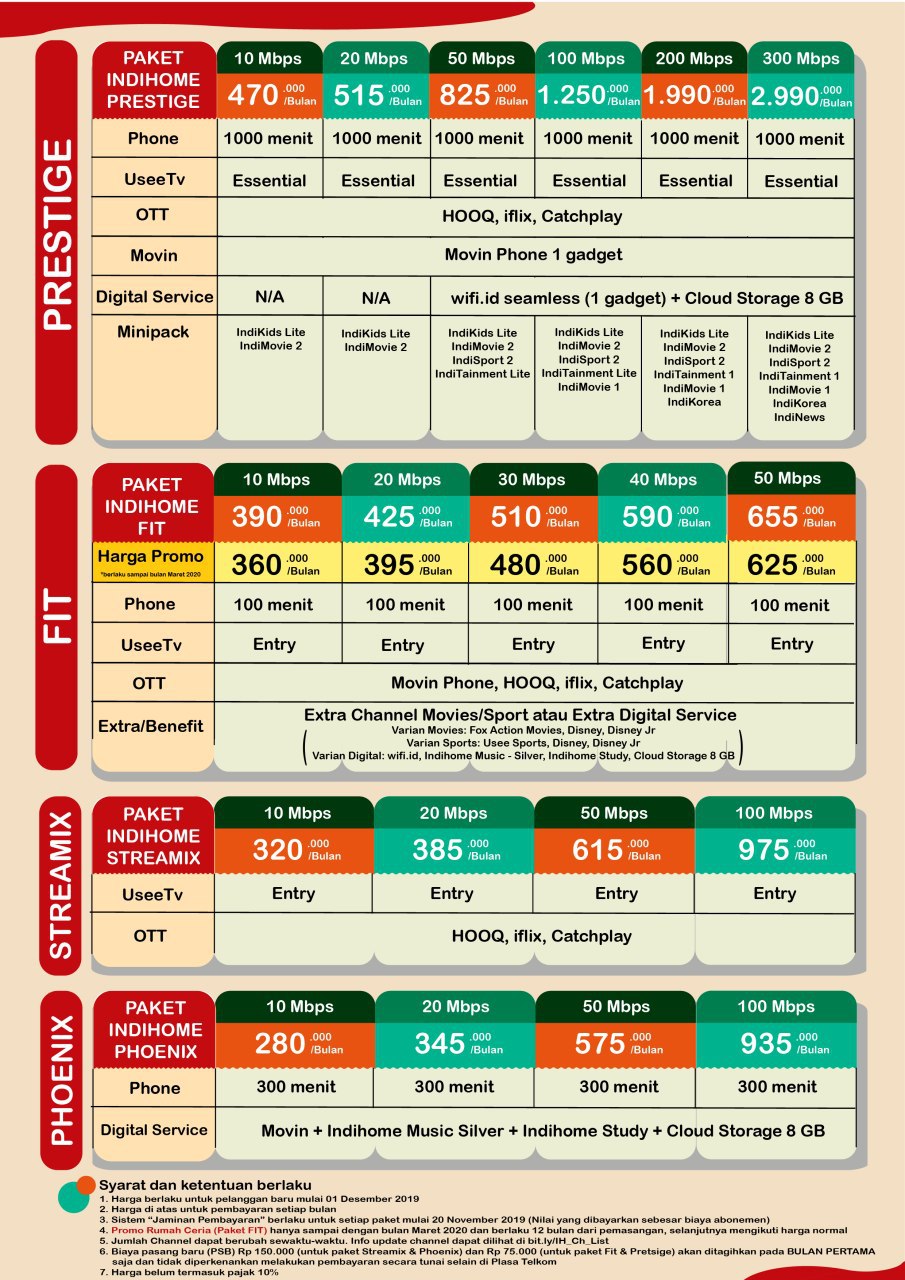 PRESTIGE
PAKET INDIHOME PRESTIGE
10 Mbps 20 Mbps 50 Mbps 100 Mbps 200 Mbps 300 Mbps
470.000/Bulan 515.000/Bulan 825.000/Bulan 1.250.000/Bulan 1.990.000/Bulan 2.990.000/Bulan
Phone 1000 menit 1000 menit 1000 menit 1000 menit 1000 menit 1000 menit
UseeTv Essential Essential Essential Essential Essential Essential
OTT HOOQ, iflix, Catchplay
Movin Movin Phone 1 gadget
Digital Service N/A N/A wifi.id seamless (1 gadget) + Cloud Storage 8 GB
Minipack
IndiKids Lite
IndiMovie 2
IndiKids Lite
IndiMovie 2
IndiKids Lite
IndiMovie 2
IndiSport 2
IndiTainment Lite
IndiKids Lite
IndiMovie 2
IndiSport 2
IndiTainment Lite
IndiMovie 1
IndiKids Lite
IndiMovie 2
IndiSport 2
IndiTainment 1
IndiMovie 1
IndiKorea
IndiKids Lite
IndiMovie 2
IndiSport 2
IndiTainment 1
IndiMovie 1
IndiKorea
IndiNews
FIT
PAKET INDIHOME FIT
10 Mbps 20 Mbps 30 Mbps 40 Mbps 50 Mbps
390.000/Bulan 425.000/Bulan 510.000/Bulan 590.000/Bulan 655.000/Bulan
Harga Promo 360.000/Bulan 395.000/Bulan 480.000/Bulan 560.000/Bulan 625.000/Bulan
*berlaku sampai bulan Maret 2020
Phone 100 menit 100 menit 100 menit 100 menit 100 menit
UseeTv Entry Entry Entry Entry Entry
OTT Movin Phone, HOOQ, iflix, Catchplay
Extra/Benefit Extra Channel Movies/Sport atau Extra Digital Service
(Varian Movies: Fox Action Movies, Disney, Disney Jr
Varian Sports: Usee Sports, Disney, Disney Jr
Varian Digital: wifi.id, Indihome Music - Silver, Indihome Study, Cloud Storage 8 GB)
STREAMIX
PAKET INDIHOME STREAMIX
10 Mbps 20 Mbps 50 Mbps 100 Mbps
320.000/Bulan 385.000/Bulan 615.000/Bulan 975.000/Bulan
UseeTv Entry Entry Entry Entry
OTT HOOQ, iflix, Catchplay
PHOENIX
PAKET INDIHOME PHOENIX
10 Mbps 20 Mbps 50 Mbps 100 Mbps
280.000/Bulan 345.000/Bulan 575.000/Bulan 935.000/Bulan
Phone 300 menit 300 menit 300 menit 300 menit
Digital Service Movin + Indihome Music Silver + Indihome Study + Cloud Storage 8 GB
Syarat dan ketentuan berlaku
1. Harga berlaku untuk pelanggan baru mulai 01 Desember 2019
2. Harga di atas untuk pembayaran setiap bulan
3. Sistem "Jaminan Pembayaran" berlaku untuk setiap paket mulai 20 November 2019 (Nilai yang dibayarkan sebesar biaya abonemen)
4. Promo Rumah Ceria (Paket FIT) hanya sampai dengan bulan Maret 2020 dan berlaku 12 bulan dari pemasangan, selanjutnya mengikuti harga normal
5. Jumlah Channel dapat berubah sewaktu-waktu. Info update channel dapat dilihat di bit.ly/IH_Ch_List
6. Biaya pasang baru (PSB) Rp 150.000 (untuk paket Streamix & Phoenix) dan Rp 75.000 (untuk paket Fit & Pretsige) akan ditagihkan pada BULAN PERTAMA
saja dan tidak diperkenankan melakukan pembayaran secara tunai selain di Plasa Telkom
7. Harga belum termasuk pajak 10%